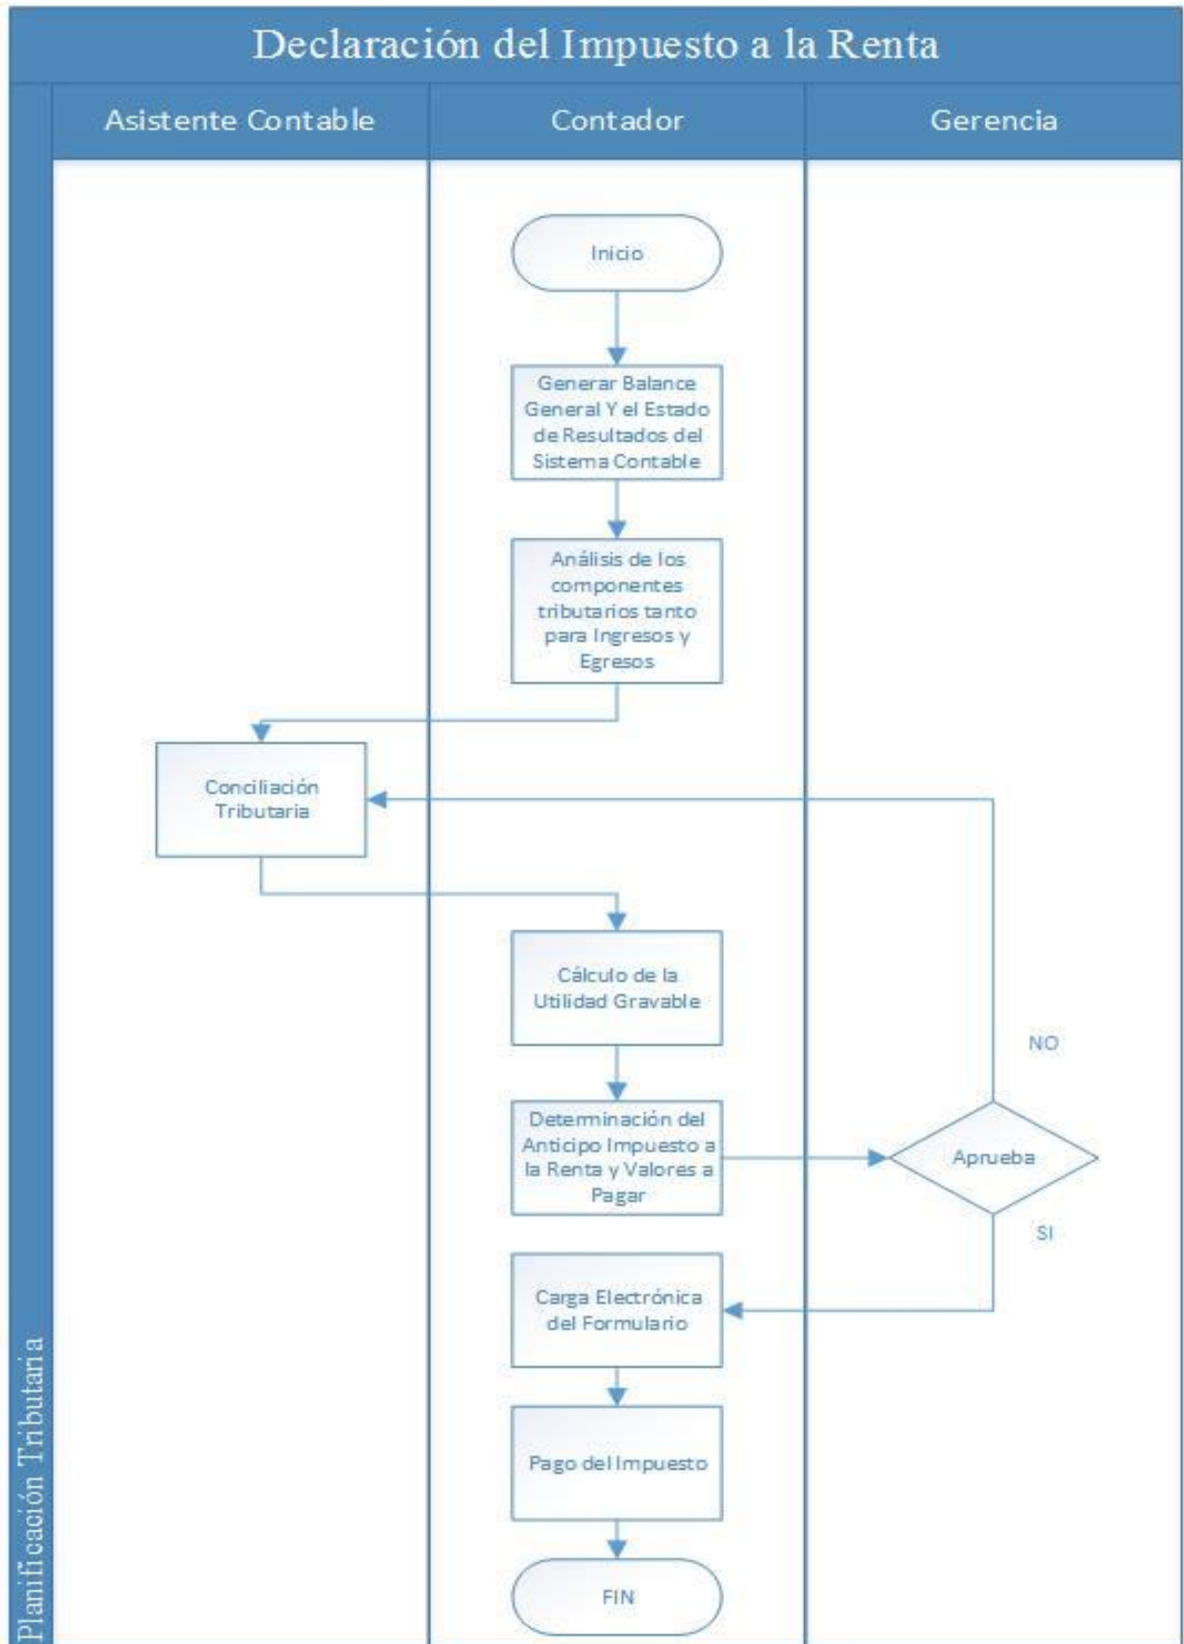 Declaración del Impuesto a la Renta
Asistente Contable
Contador
Gerencia
Inicio
Generar Balance
General Y el Estado
de Resultados del
Sistema Contable
Análisis de los
componentes
tributarios tanto
para Ingresos y
Egresos
Conciliación
Tributaria
Cálculo de la
Utilidad Gravable
NO
Determinación del
Anticipo Impuesto a
la Renta y Valores a
Pagar
Aprueba
SI
Carga Electrónica
del Formulario
Pago del Impuesto
FIN
Planificación Tributaria